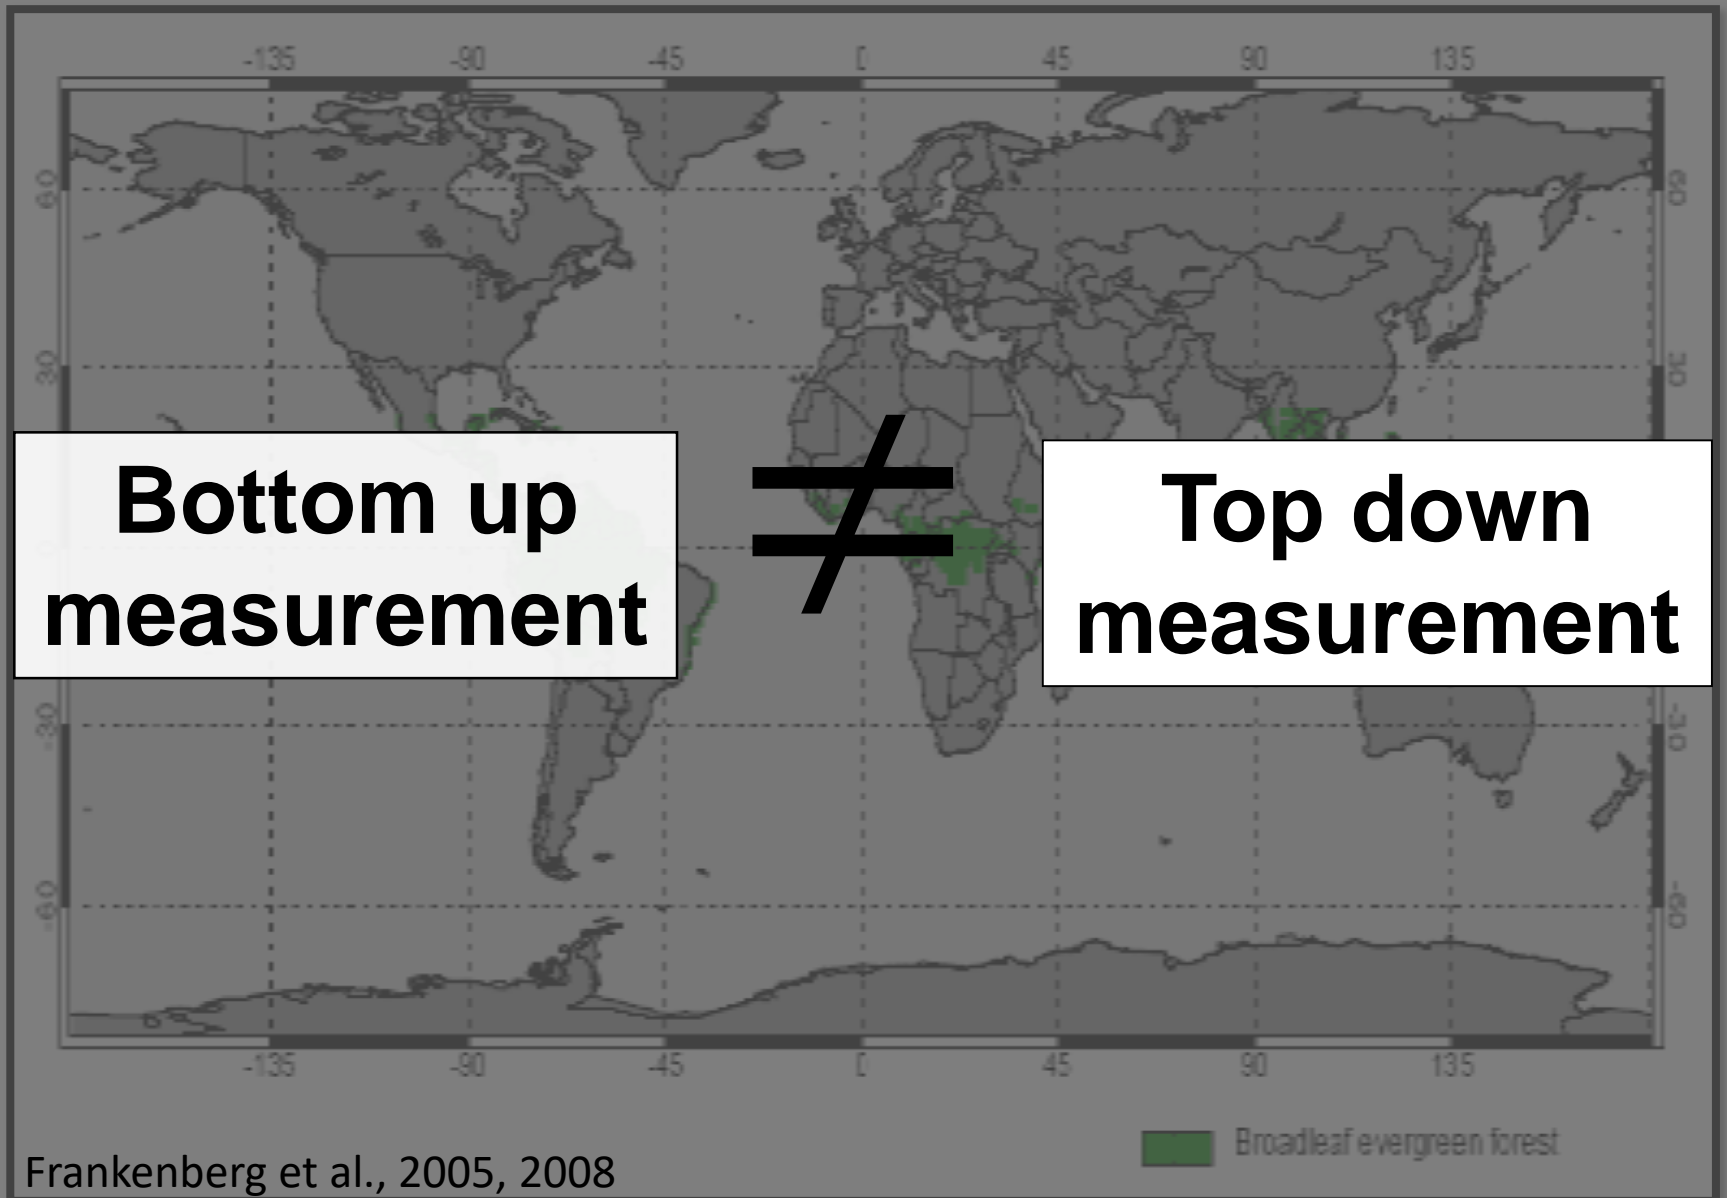 -135 -90 -45 0 45 90 135
60 60
30 30
Bottom up
measurement
≠
Top down
measurement
0
-30 -30
-60 -60
-135 -90 -45 0 45 90 135
Broadleaf evergreen forest
Frankenberg et al., 2005, 2008